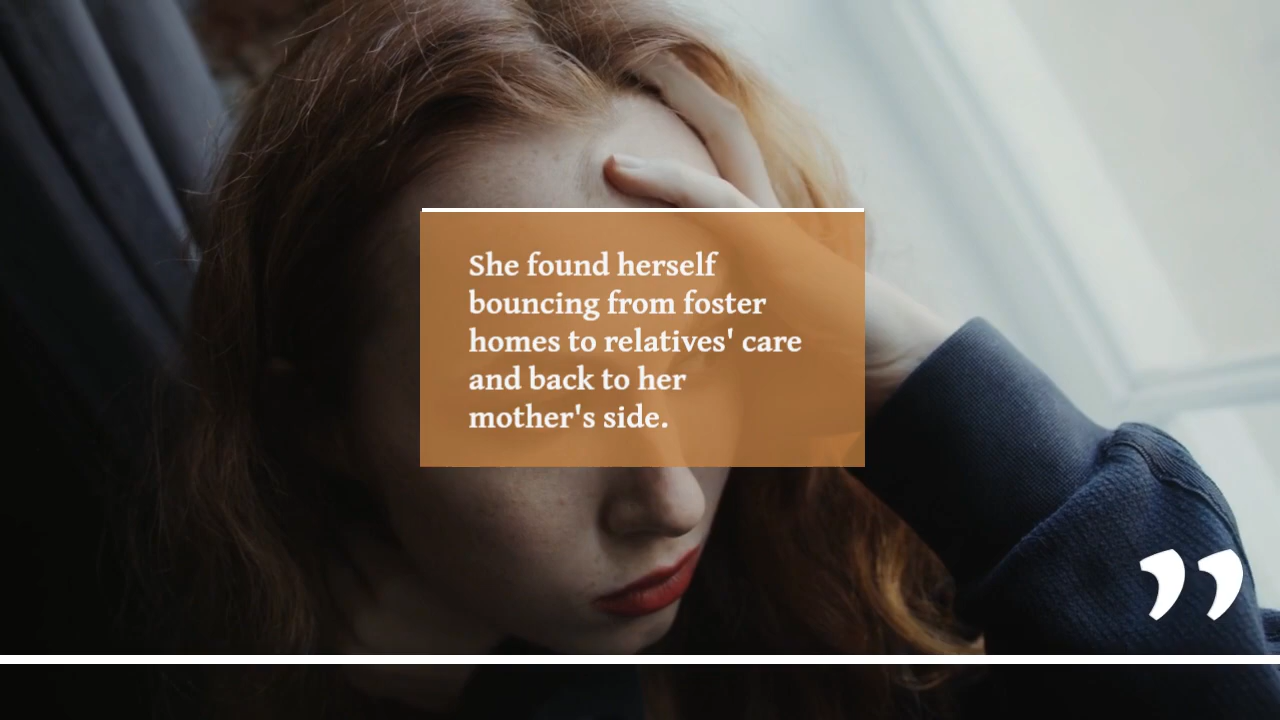 She found herself
bouncing from foster
homes to relatives' care
and back to her
mother's side.
”